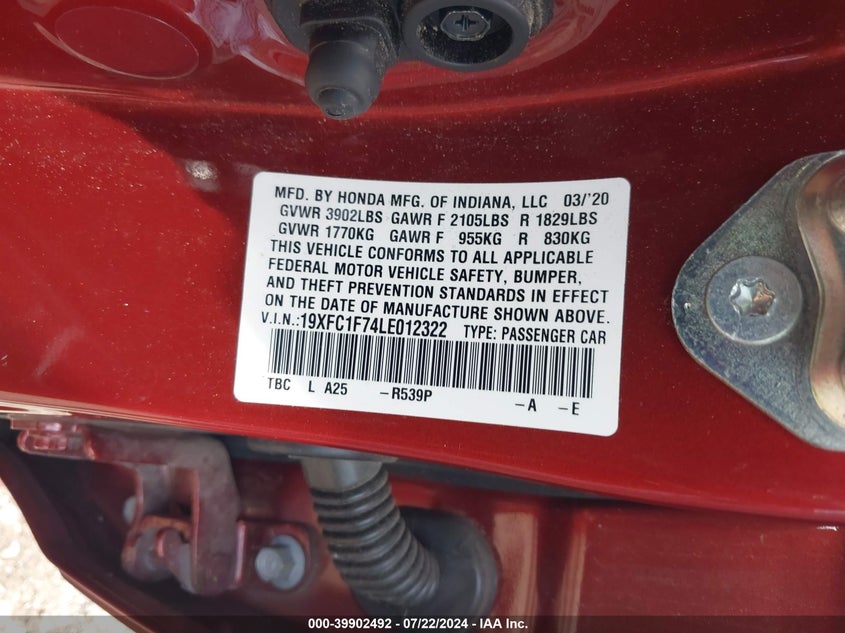 MFD. BY HONDA MFG. OF INDIANA, LLC 03/'20
GVWR 3902LBS GAWR F 2105LBS R 1829LBS
GVWR 1770KG GAWR F 955KG R 830KG
THIS VEHICLE CONFORMS TO ALL APPLICABLE
FEDERAL MOTOR VEHICLE SAFETY, BUMPER,
AND THEFT PREVENTION STANDARDS IN EFFECT
ON THE DATE OF MANUFACTURE SHOWN ABOVE.
V.I.N.:19XFC1F74LE012322 TYPE: PASSENGER CAR
TBC L A25 –R539P –A –E
000-39902492 - 07/22/2024 - IAA Inc.